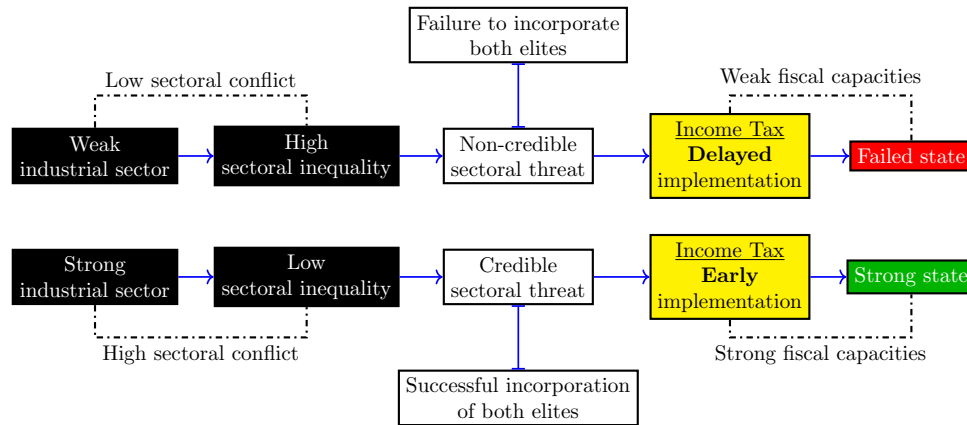 Failure to incorporate
both elites
Low sectoral conflict
Weak fiscal capacities
Weak
industrial sector
High
sectoral inequality
Non-credible
sectoral threat
Income Tax
Delayed
implementation
Failed state
Strong
industrial sector
Low
sectoral inequality
Credible
sectoral threat
Income Tax
Early
implementation
Strong state
High sectoral conflict
Strong fiscal capacities
Successful incorporation
of both elites